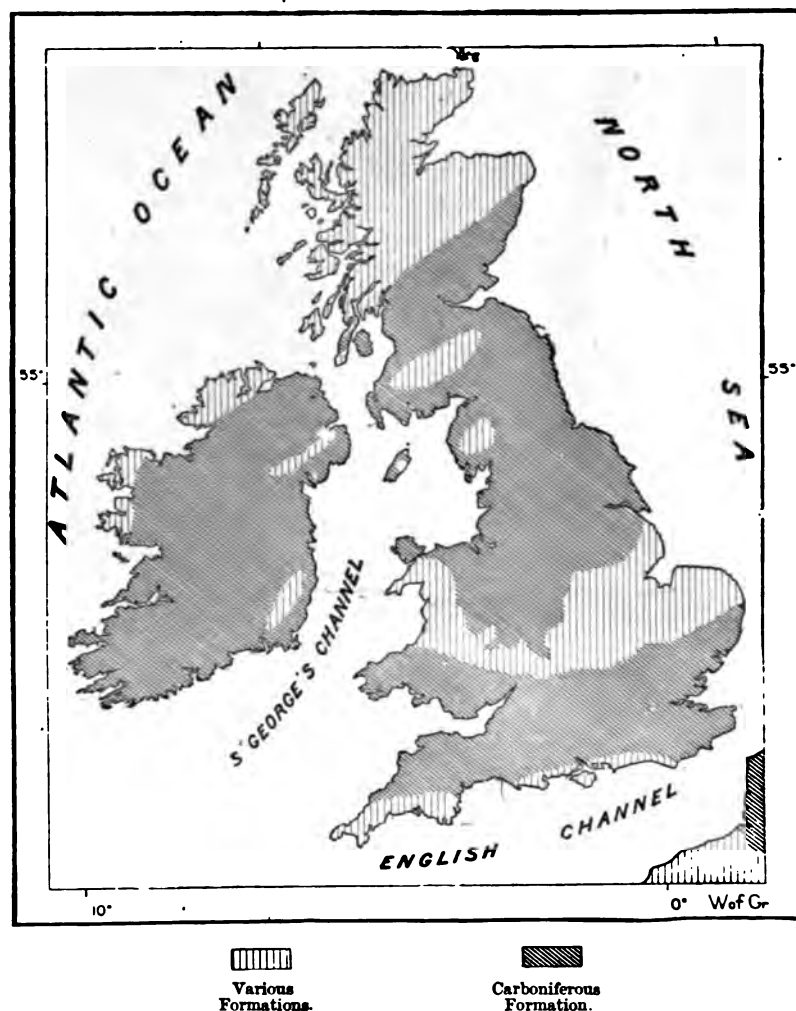 ATLANTIC OCEAN
NORTH SEA
55°
55°
S' GEORGE'S CHANNEL
ENGLISH CHANNEL
10°
0°
W of Gr
Various
Formations.
Carboniferous
Formation.